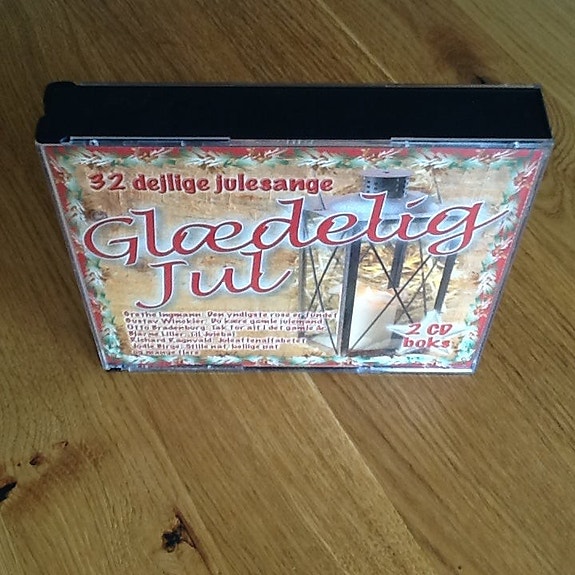 32 dejlige julesange
Glædelig
Jul
Grethe Ingmann: Den yndigste rose er fundet
Gustav Winckler: Du kære gamle julemand
Otto Brandenburg: Tak for alt i det gamle år
Bjarne Liller: Til Julebal
Richard Ragnvald: Juleaftenalfabetet
Jodle Birge: Stille nat, hellige nat
og mange flere
2 CD
boks